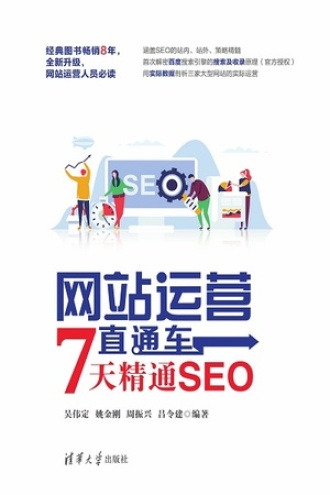 经典图书畅销8年，
全新升级，
网站运营人员必读
涵盖SEO的站内、站外、策略精髓
首次解密百度搜索引擎的搜索及收录原理（官方授权）
用实际数据剖析三家大型网站的实际运营
SEO
网站运营
直通车
7天精通SEO
吴伟定 姚金刚 周振兴 吕令建◎编著
清华大学出版社